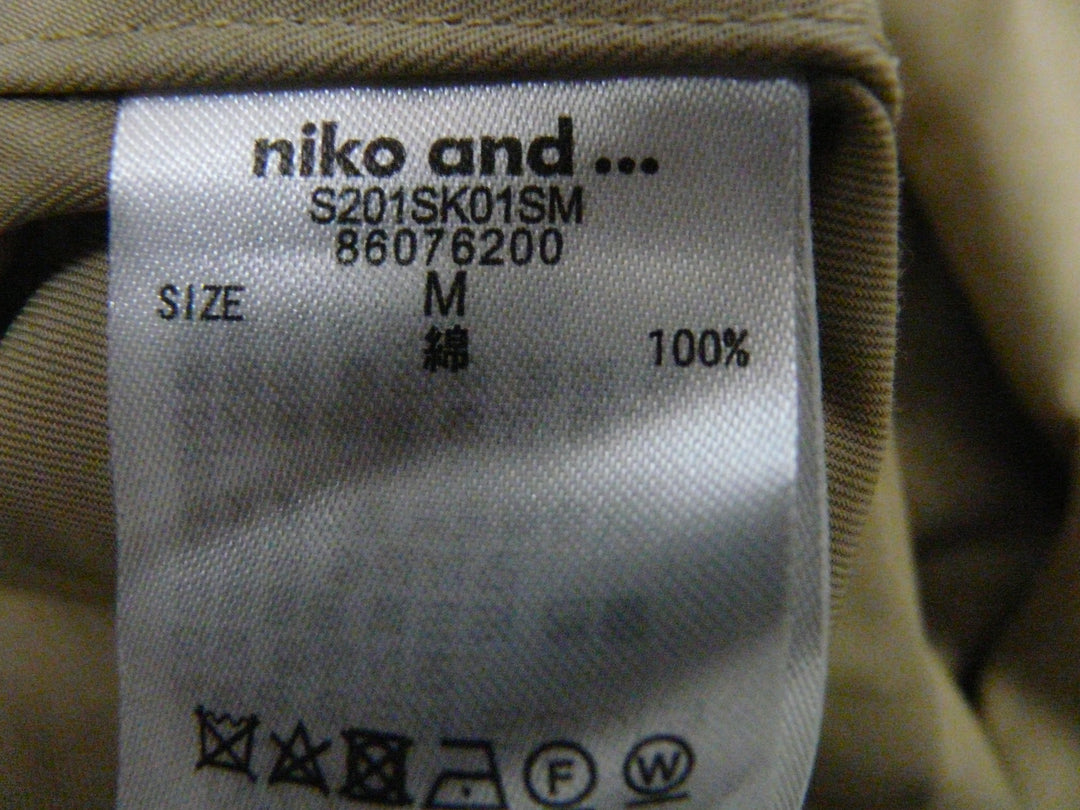 niko and ...
S201SK01SM
86076200
SIZE M
綿 100%
F W